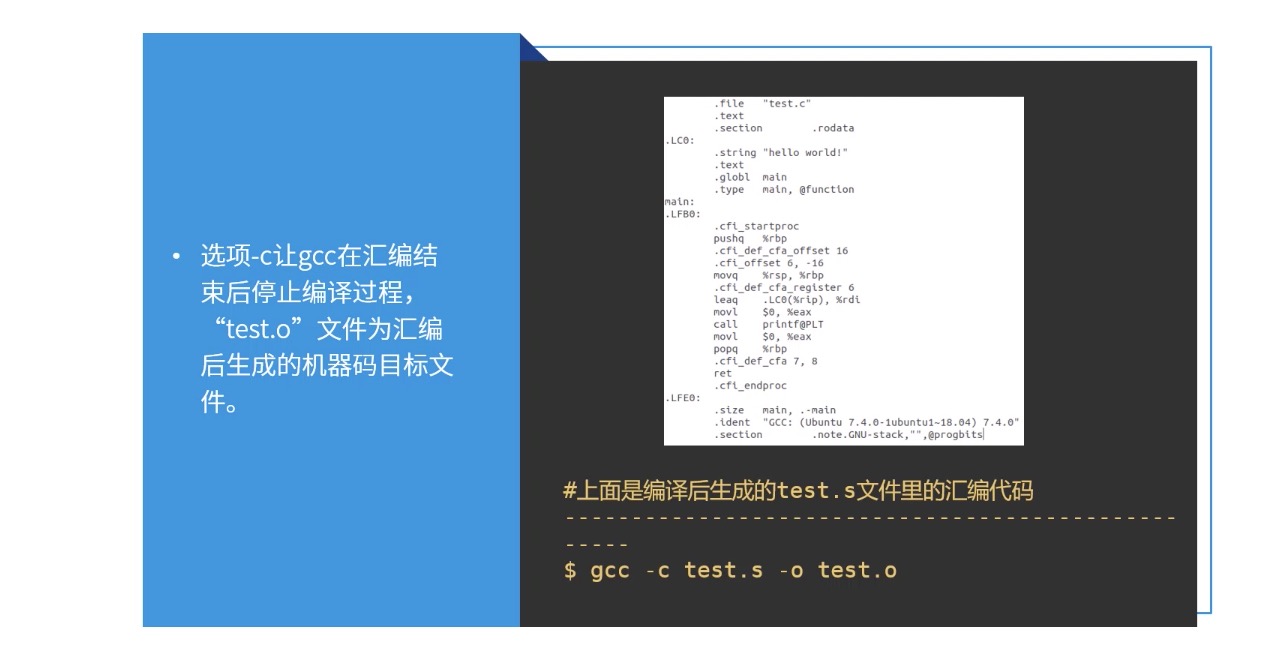 • 选项-c让gcc在汇编结
束后停止编译过程，
“test.o”文件为汇编
后生成的机器码目标文
件。
.file "test.c"
.text
.section .rodata
.LC0:
.string "hello world!"
.text
.globl main
.type main, @function
main:
.LFB0:
.cfi_startproc
pushq %rbp
.cfi_def_cfa_offset 16
.cfi_offset 6, -16
movq %rsp, %rbp
.cfi_def_cfa_register 6
leaq .LC0(%rip), %rdi
movl $0, %eax
call printf@PLT
movl $0, %eax
popq %rbp
.cfi_def_cfa 7, 8
ret
.cfi_endproc
.LFE0:
.size main, .-main
.ident "GCC: (Ubuntu 7.4.0-1ubuntu1~18.04) 7.4.0"
.section .note.GNU-stack,"",@progbits
#上面是编译后生成的test.s文件里的汇编代码
----------------------------------------------
-----
$ gcc -c test.s -o test.o